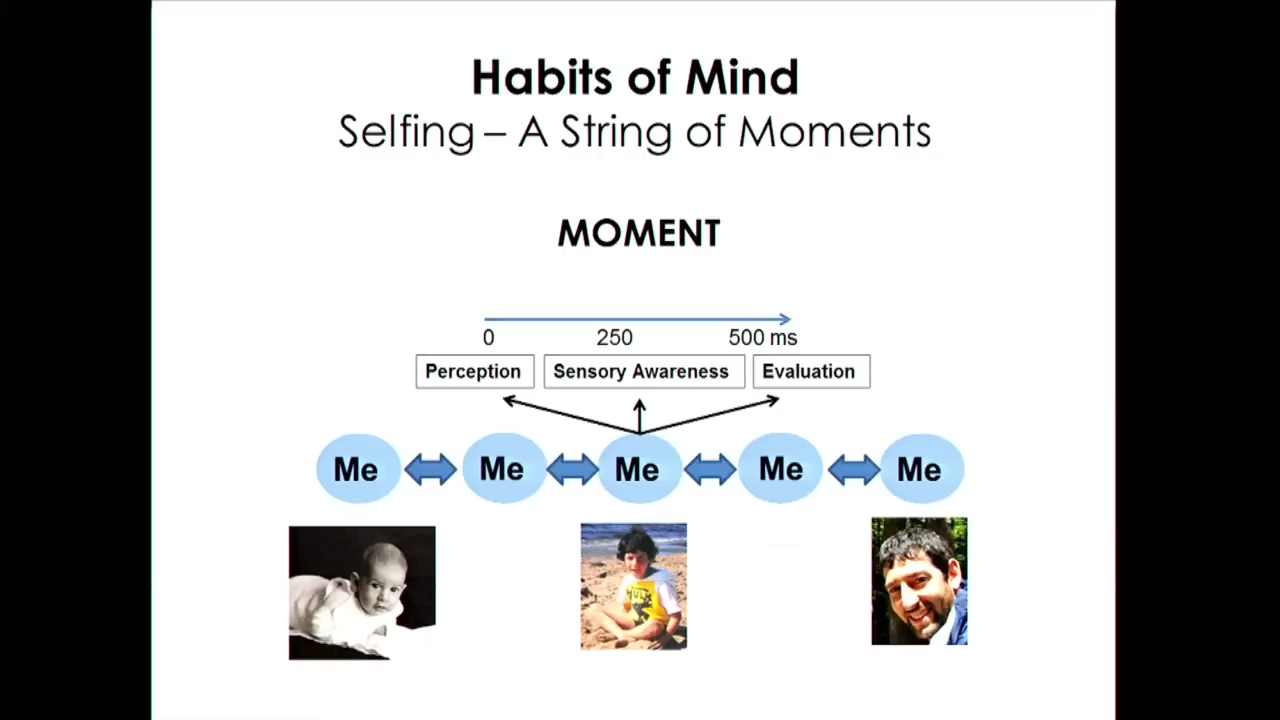 Habits of Mind
Selfing – A String of Moments
MOMENT
0 250 500 ms
Perception Sensory Awareness Evaluation
Me Me Me Me Me
HULK